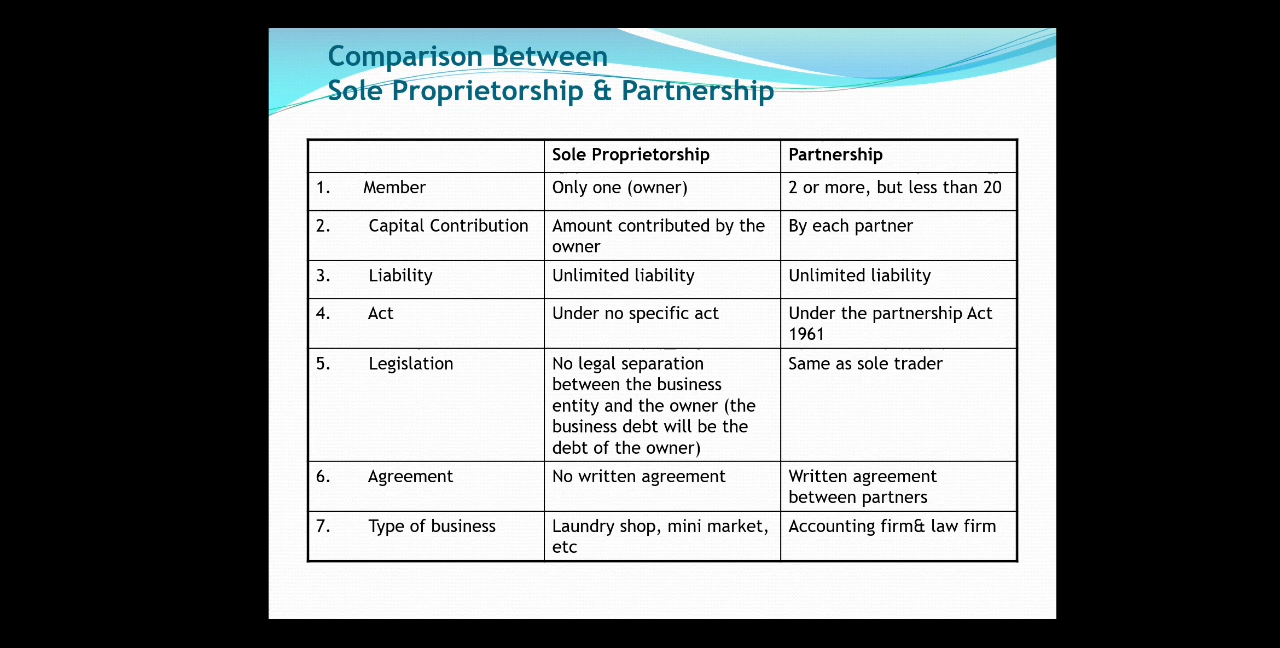 Comparison Between
Sole Proprietorship & Partnership
Sole Proprietorship Partnership
1. Member Only one (owner) 2 or more, but less than 20
2. Capital Contribution Amount contributed by the By each partner
owner
3. Liability Unlimited liability Unlimited liability
4. Act Under no specific act Under the partnership Act
1961
5. Legislation No legal separation Same as sole trader
between the business
entity and the owner (the
business debt will be the
debt of the owner)
6. Agreement No written agreement Written agreement
between partners
7. Type of business Laundry shop, mini market, Accounting firm& law firm
etc